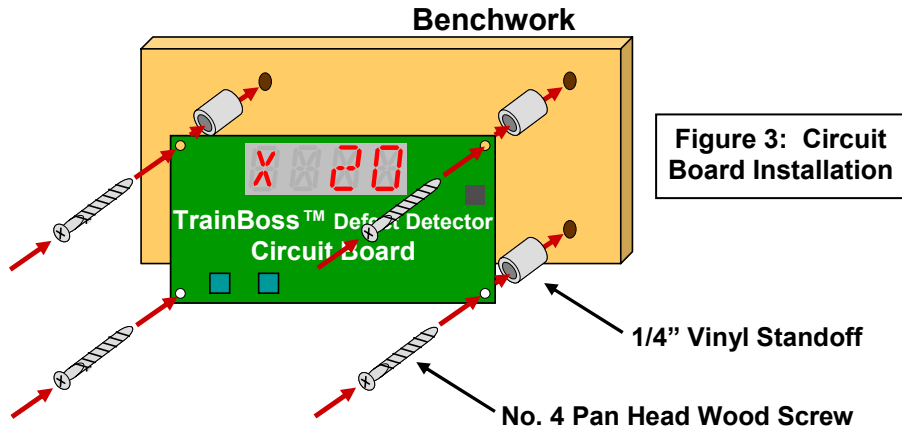 Benchwork
Figure 3: Circuit
Board Installation
X 20
TrainBoss™ Defect Detector
Circuit Board
1/4” Vinyl Standoff
No. 4 Pan Head Wood Screw